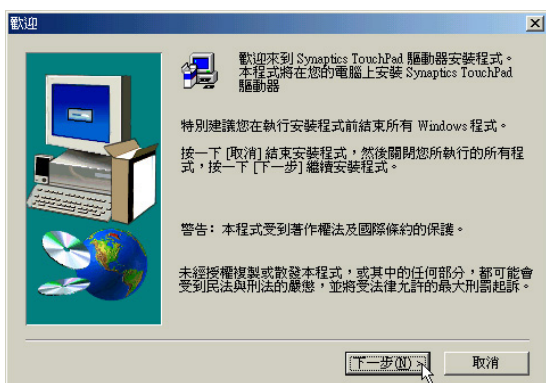 歡迎
歡迎來到 Synaptics TouchPad 驅動器安裝程式。
本程式將在您的電腦上安裝 Synaptics TouchPad
驅動器
特別建議您在執行安裝程式前結束所有 Windows 程式。
按一下 [取消] 結束安裝程式，然後關閉您所執行的所有程
式，按一下 [下一步] 繼續安裝程式。
警告: 本程式受到著作權法及國際條約的保護。
未經授權複製或散發本程式，或其中的任何部分，都可能會
受到民法與刑法的嚴懲，並將受法律允許的最大刑罰起訴。
下一步(N) >
取消